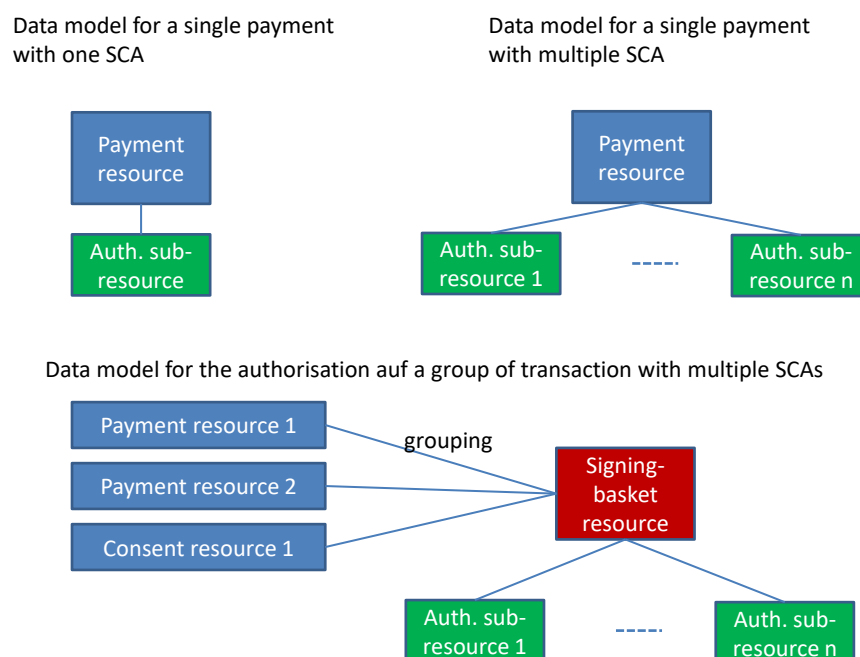 Data model for a single payment
with one SCA
Data model for a single payment
with multiple SCA
Payment
resource
Auth. sub-
resource
Payment
resource
Auth. sub-
resource 1
Auth. sub-
resource n
Data model for the authorisation auf a group of transaction with multiple SCAs
Payment resource 1
Payment resource 2
Consent resource 1
grouping
Signing-
basket
resource
Auth. sub-
resource 1
Auth. sub-
resource n